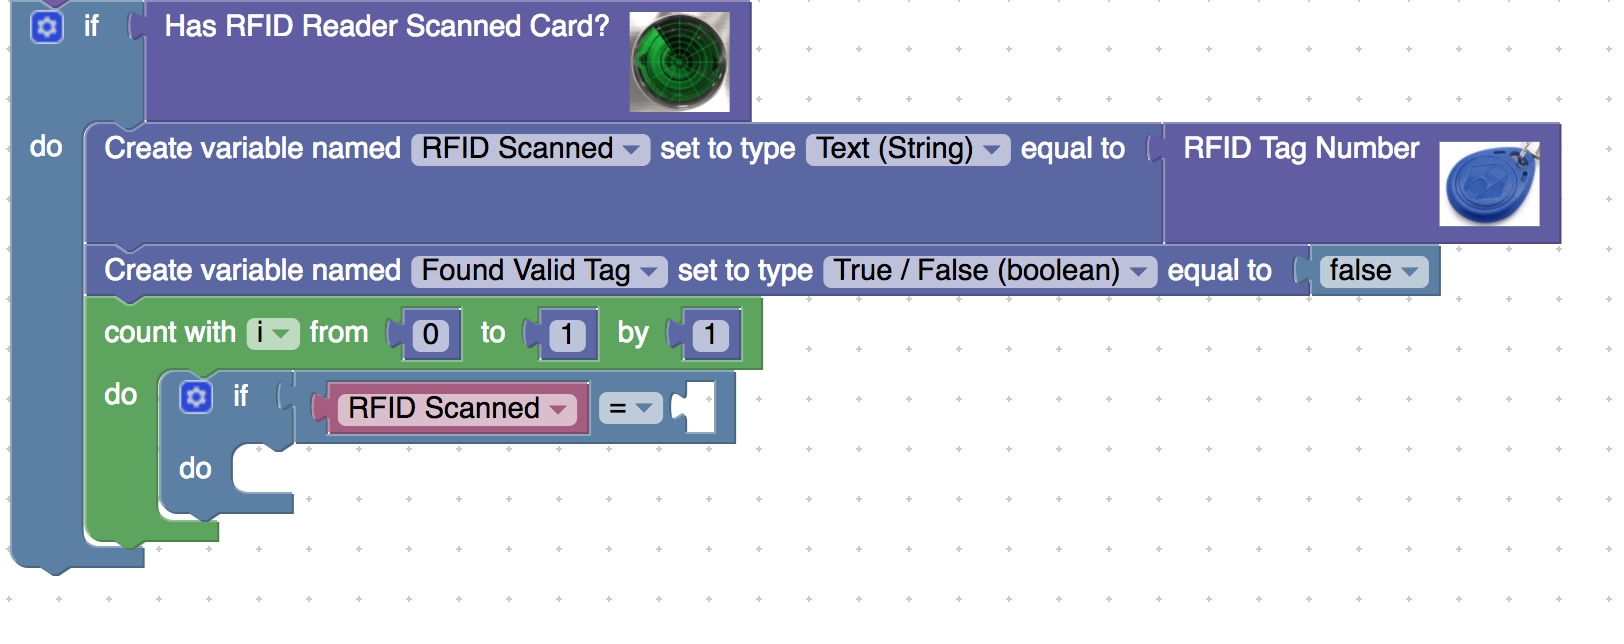 if Has RFID Reader Scanned Card?
do Create variable named RFID Scanned set to type Text (String) equal to RFID Tag Number
Create variable named Found Valid Tag set to type True / False (boolean) equal to false
count with i from 0 to 1 by 1
do if RFID Scanned =
do